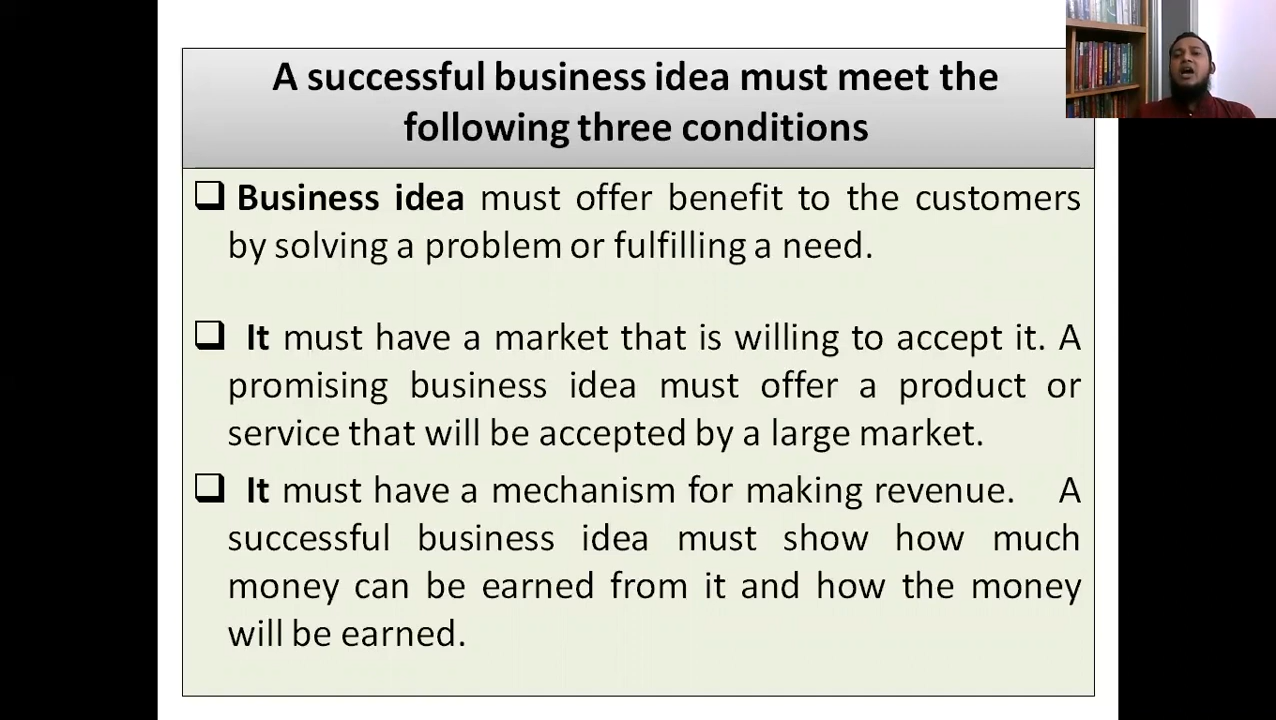 A successful business idea must meet the
following three conditions
❑ Business idea must offer benefit to the customers
by solving a problem or fulfilling a need.
❑ It must have a market that is willing to accept it. A
promising business idea must offer a product or
service that will be accepted by a large market.
❑ It must have a mechanism for making revenue. A
successful business idea must show how much
money can be earned from it and how the money
will be earned.